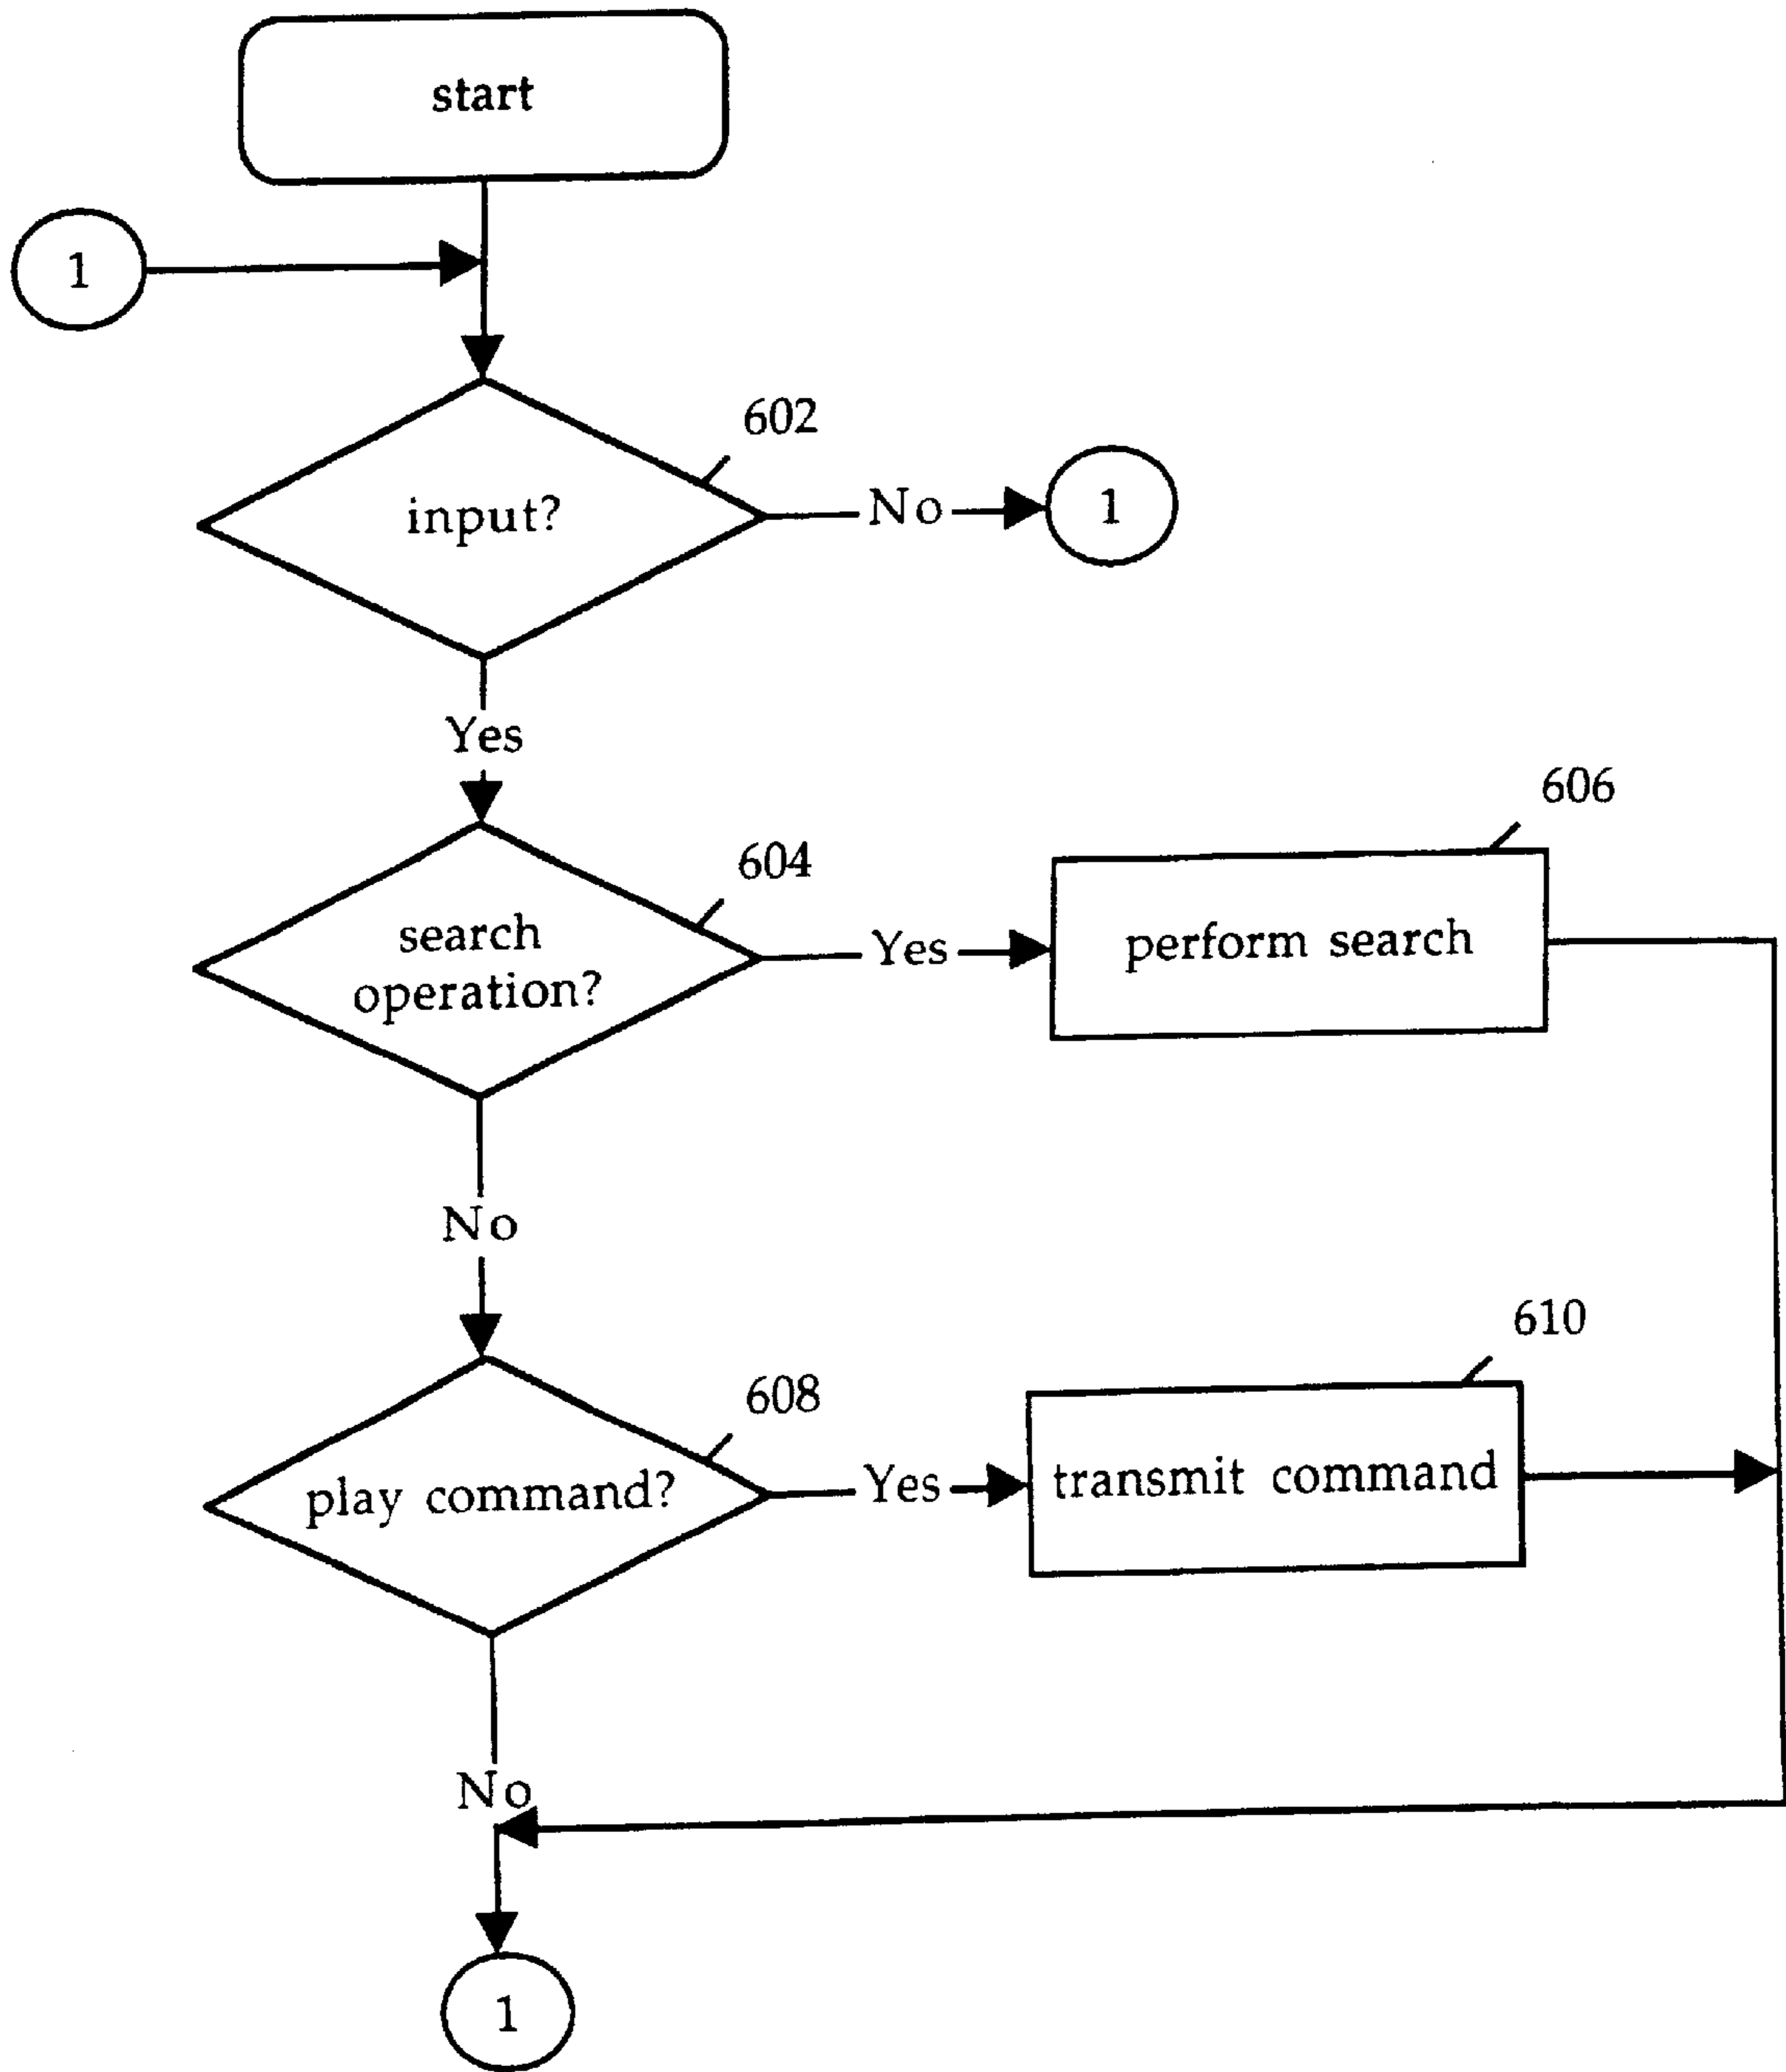 start
1
602
input?
No
1
Yes
606
604
search
operation?
Yes
perform search
No
610
608
play command?
Yes
transmit command
No
1